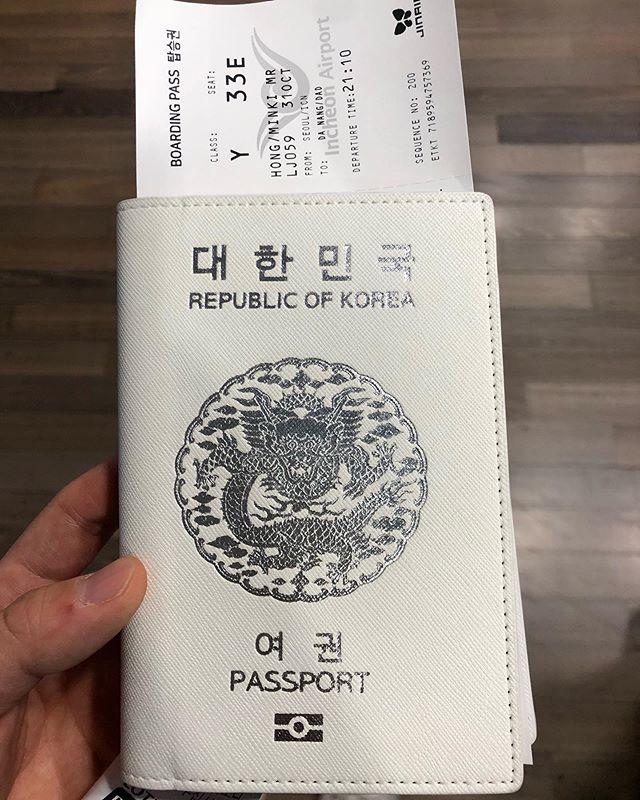 BOARDING PASS 탑승권
CLASS: SEAT:
Y 33E
HONG/MINKI MR
LJ059 31OCT
FROM: SEOUL/ICN
TO: DA NANG/DAD
Incheon Airport
DEPARTURE TIME:21:10
SEQUENCE NO: 200
ETKT 7189594757369
대한민국
REPUBLIC OF KOREA
여권
PASSPORT